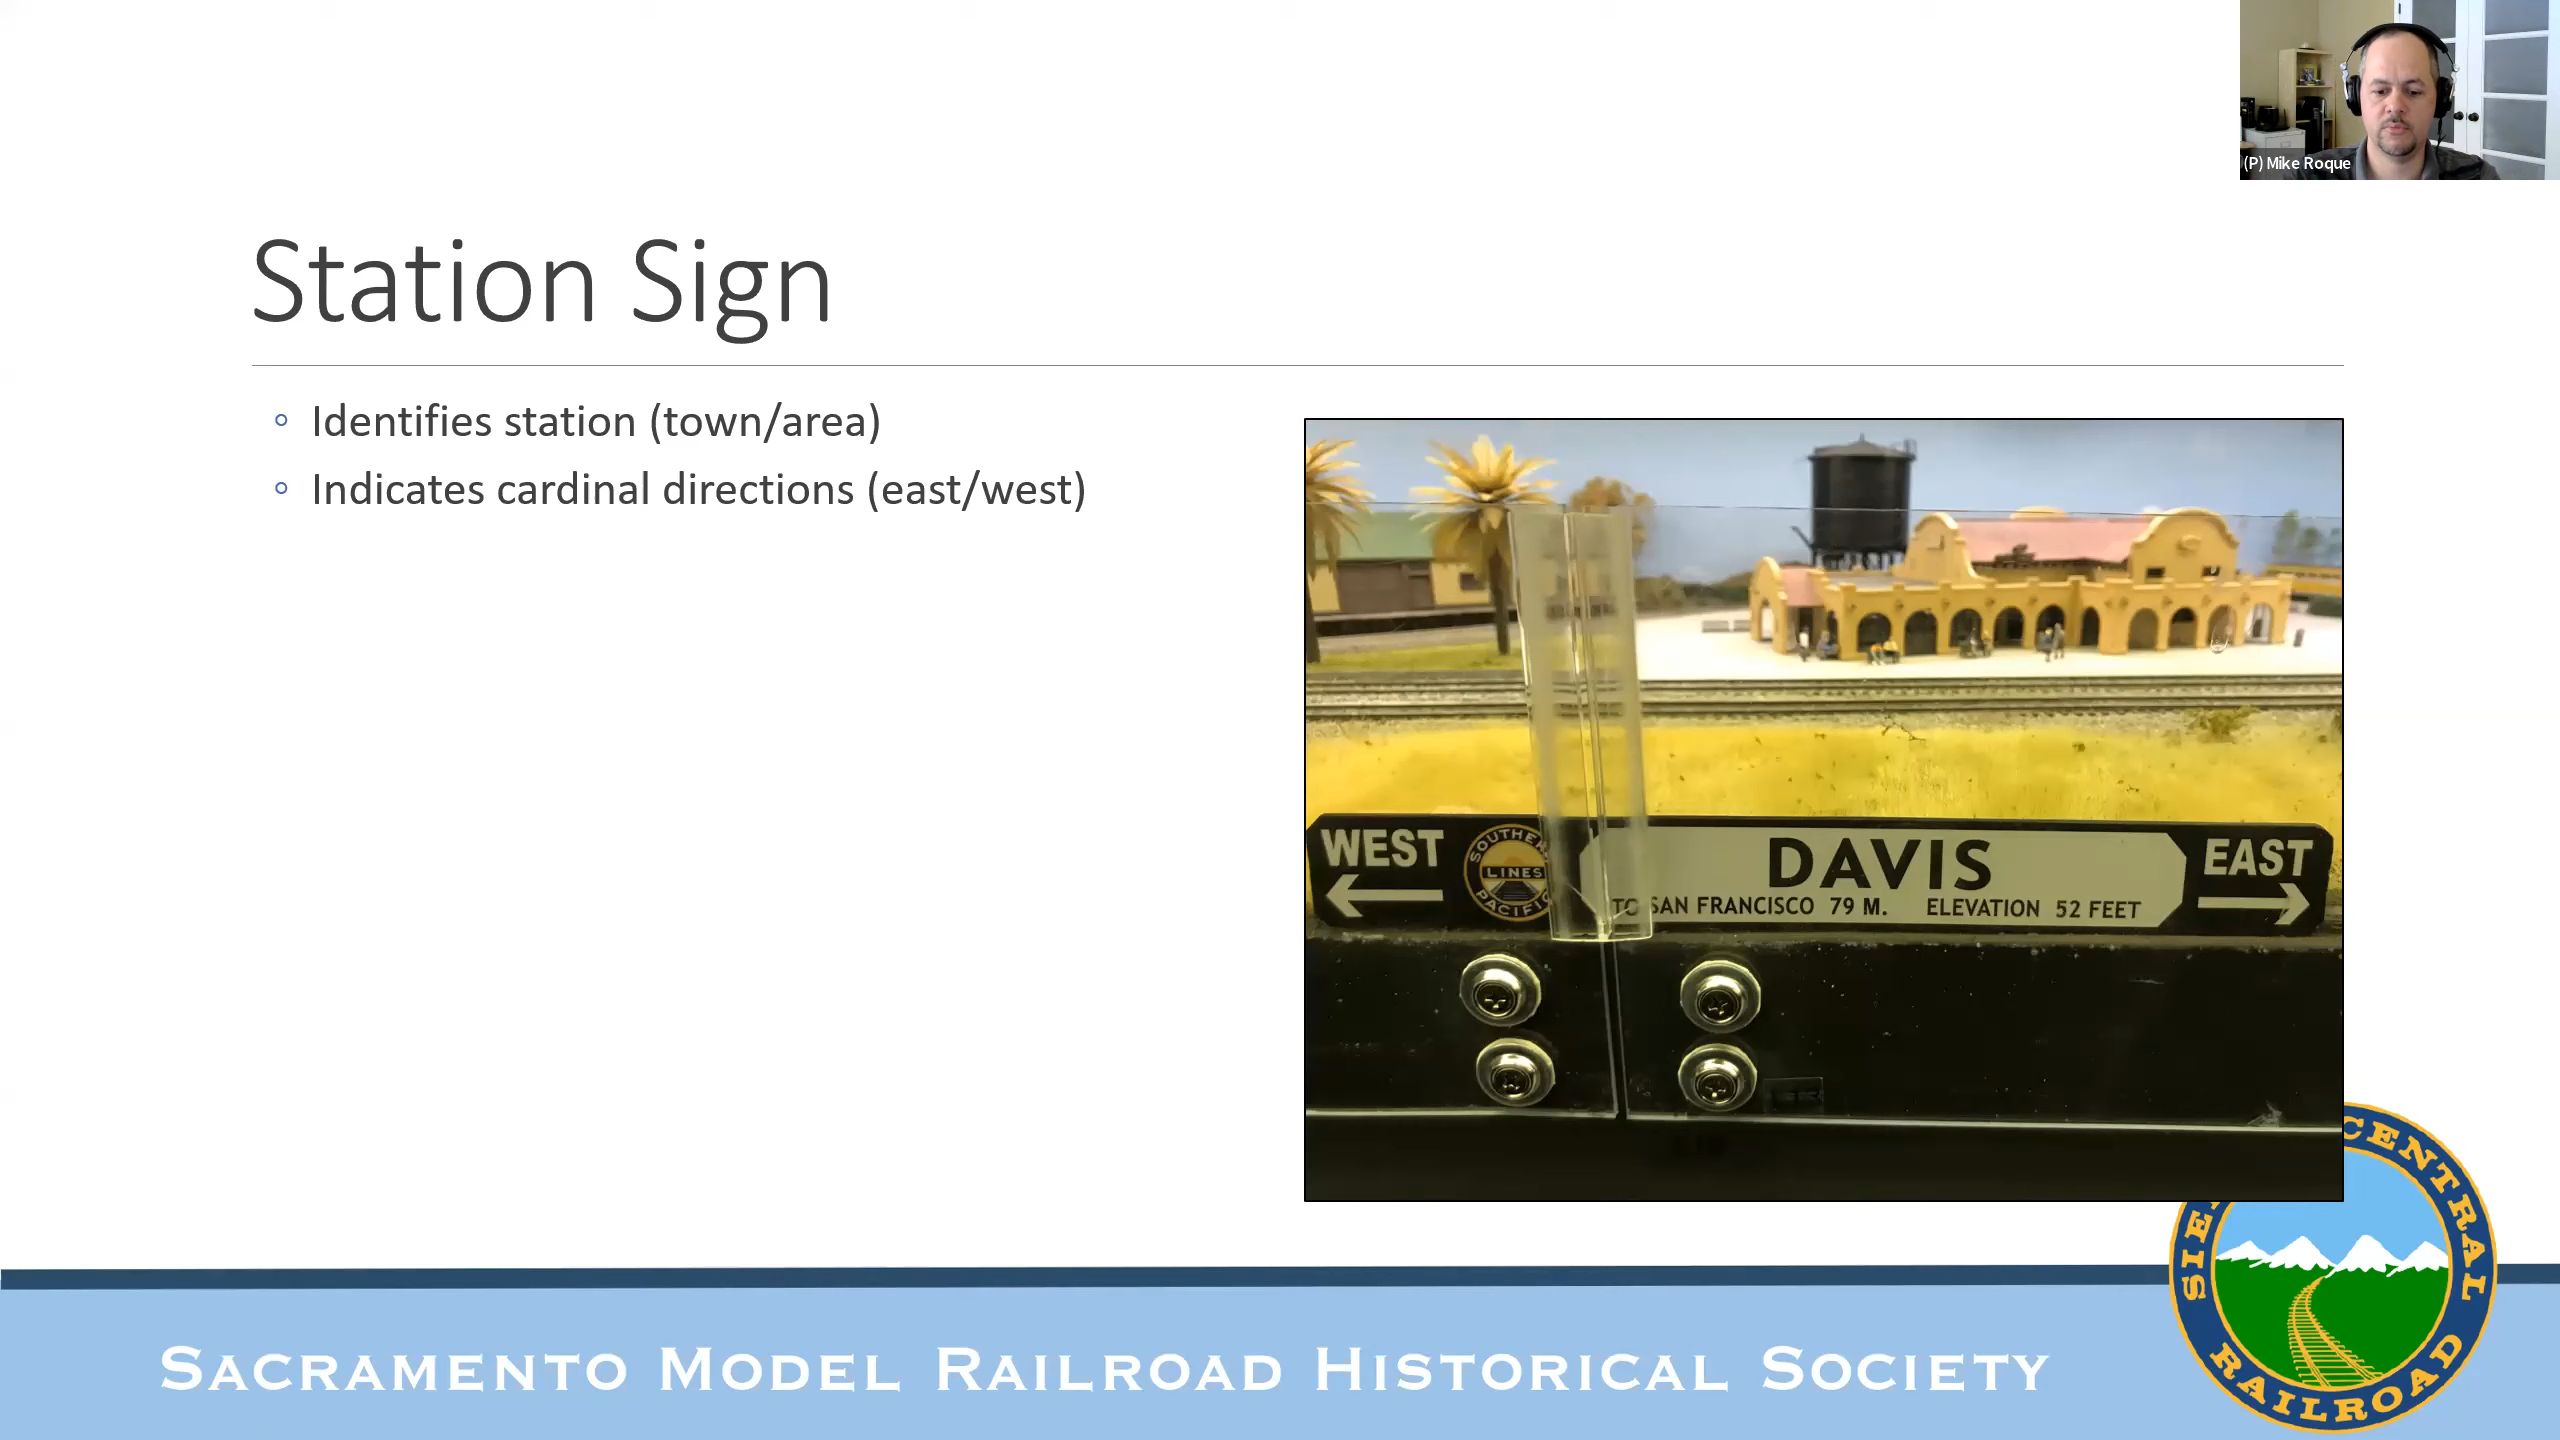 (P) Mike Roque
Station Sign
Identifies station (town/area)
Indicates cardinal directions (east/west)
WEST
SOUTHERN
LINES
PACIFIC
DAVIS
TO SAN FRANCISCO 79 M. ELEVATION 52 FEET
EAST
CENTRAL
RAILROAD
SACRAMENTO MODEL RAILROAD HISTORICAL SOCIETY